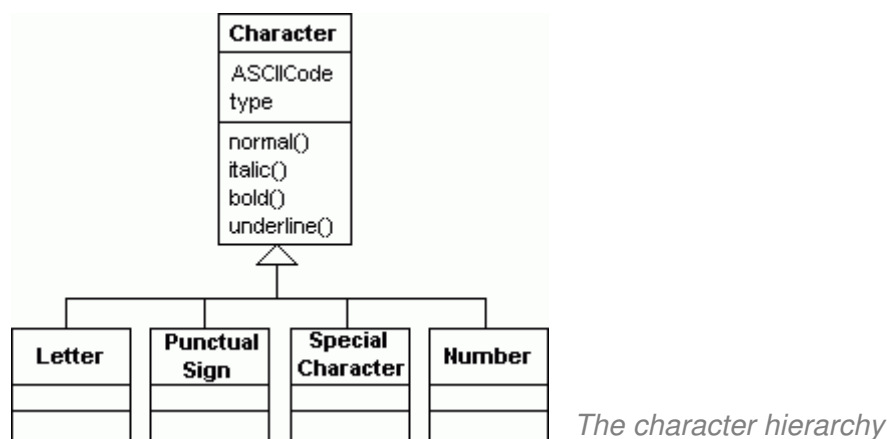 Character
ASCIICode
type
normal()
italic()
bold()
underline()
Letter
Punctual
Sign
Special
Character
Number
The character hierarchy